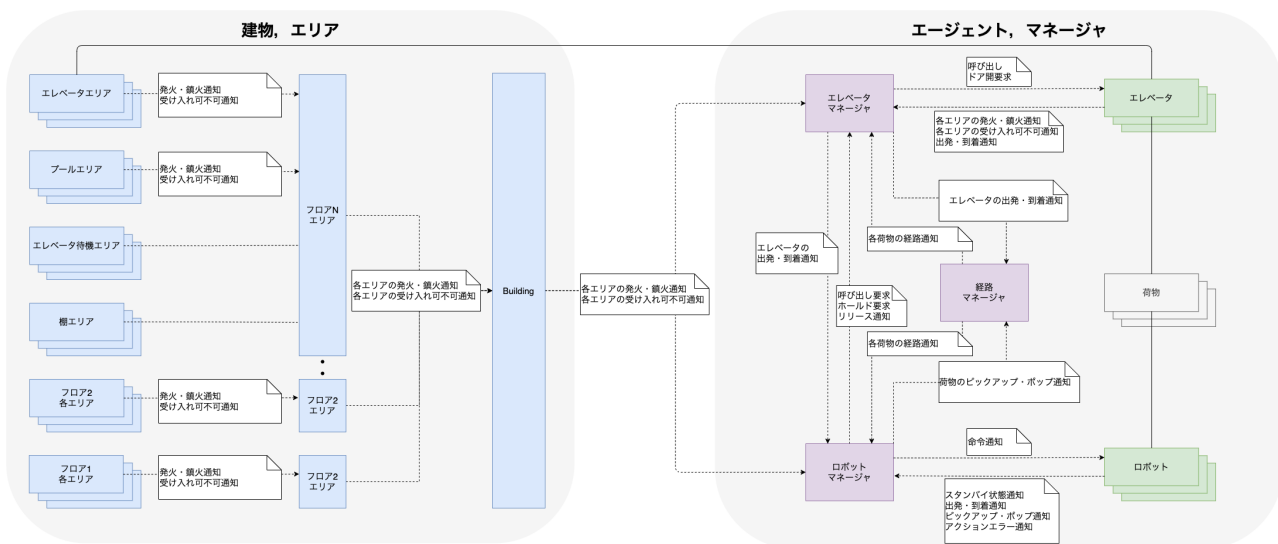 建物，エリア
エレベータエリア
発火・鎮火通知
受け入れ可不可通知
プールエリア
発火・鎮火通知
受け入れ可不可通知
エレベータ待機エリア
棚エリア
フロア2
各エリア
発火・鎮火通知
受け入れ可不可通知
フロア1
各エリア
発火・鎮火通知
受け入れ可不可通知
フロアN
エリア
フロア2
エリア
フロア2
エリア
各エリアの発火・鎮火通知
各エリアの受け入れ可不可通知
Building
各エリアの発火・鎮火通知
各エリアの受け入れ可不可通知
エージェント，マネージャ
エレベータ
マネージャ
呼び出し
ドア開要求
エレベータ
各エリアの発火・鎮火通知
各エリアの受け入れ可不可通知
出発・到着通知
エレベータの出発・到着通知
エレベータの
出発・到着通知
各荷物の経路通知
経路
マネージャ
荷物
呼び出し要求
ホールド要求
リリース通知
各荷物の経路通知
荷物のピックアップ・ポップ通知
ロボット
マネージャ
命令通知
ロボット
スタンバイ状態通知
出発・到着通知
ピックアップ・ポップ通知
アクションエラー通知